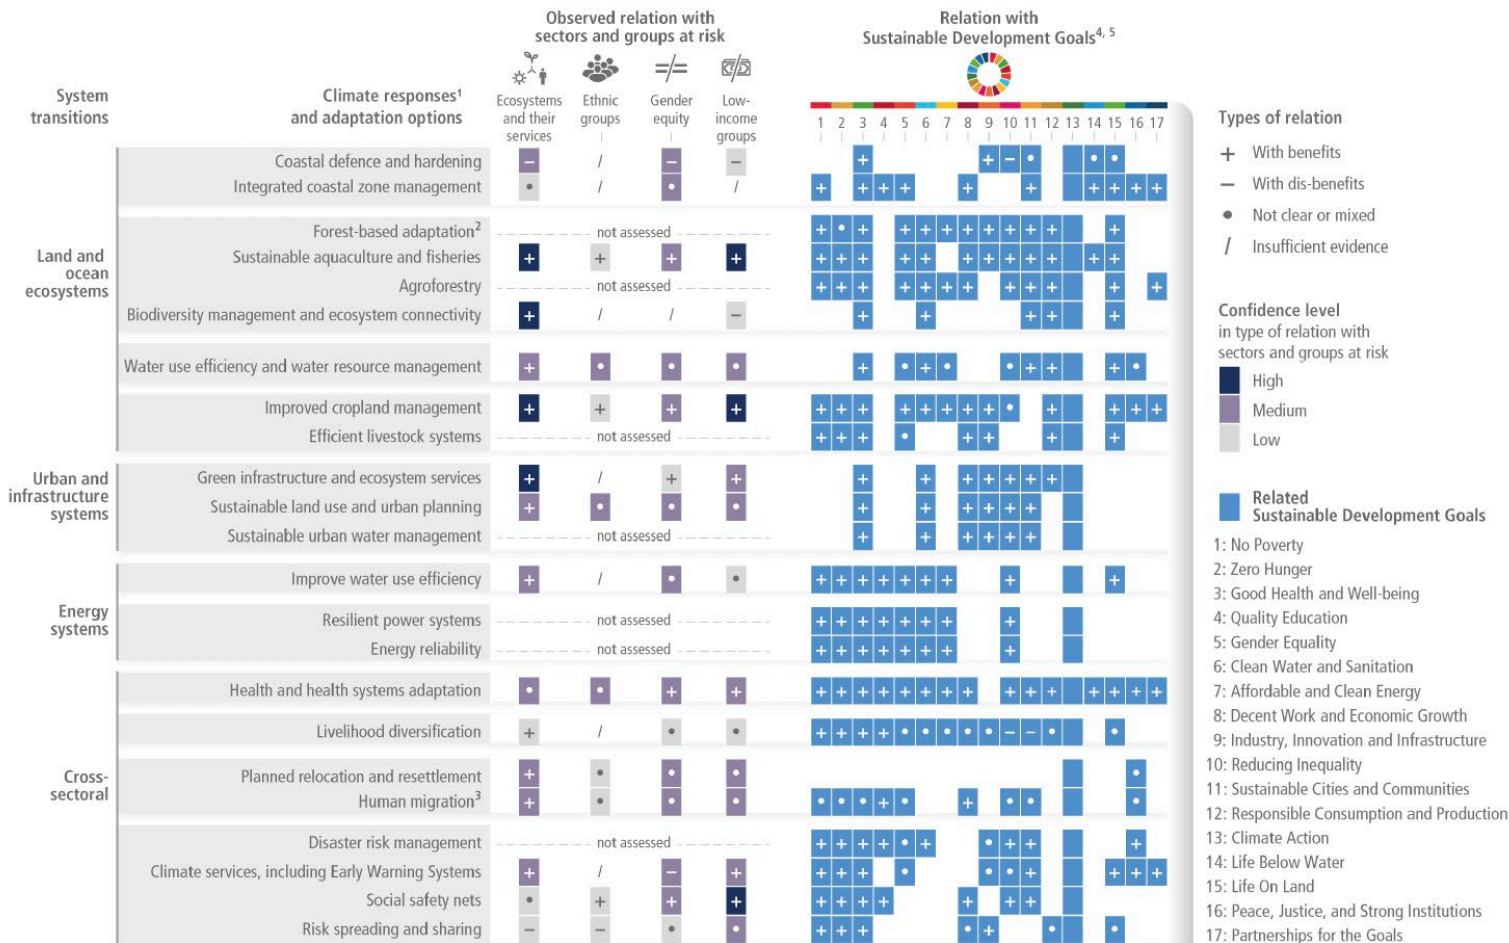 Observed relation with
sectors and groups at risk
Relation with
Sustainable Development Goals4, 5
System
transitions
Climate responses1
and adaptation options
Ecosystems
and their
services
Ethnic
groups
Gender
equity
Low-
income
groups
1 2 3 4 5 6 7 8 9 10 11 12 13 14 15 16 17
Land and
ocean
ecosystems
Coastal defence and hardening − / − − + + − • • •
Integrated coastal zone management • / • / + + + + + + + + + +
Forest-based adaptation2 not assessed + • + + + + + + + + + +
Sustainable aquaculture and fisheries + + + + + + + + + + + + + + + +
Agroforestry not assessed + + + + + + + + + + + +
Biodiversity management and ecosystem connectivity + / / − + + + + +
Water use efficiency and water resource management + • • • + • + • • + + + •
Improved cropland management + + + + + + + + + + + + • + + + +
Efficient livestock systems not assessed + + + • + + + +
Urban and
infrastructure
systems
Green infrastructure and ecosystem services + / + + + + + + + + +
Sustainable land use and urban planning + • • • + + + + + +
Sustainable urban water management not assessed + + + + + +
Energy
systems
Improve water use efficiency + / • • + + + + + + + + +
Resilient power systems not assessed + + + + + + + +
Energy reliability not assessed + + + + + + + +
Cross-
sectoral
Health and health systems adaptation • • + + + + + + + + + + + + + + + + +
Livelihood diversification + / • • + + + + • • • • • − − • •
Planned relocation and resettlement + • • • •
Human migration3 + • • • • • • + • + • • •
Disaster risk management not assessed + + + + • + • + + +
Climate services, including Early Warning Systems + / − + + + + • • • + + + +
Social safety nets • + + + + + + + + + +
Risk spreading and sharing − − • • + + + • + • •
Types of relation
+ With benefits
− With dis-benefits
• Not clear or mixed
/ Insufficient evidence
Confidence level
in type of relation with
sectors and groups at risk
High
Medium
Low
Related
Sustainable Development Goals
1: No Poverty
2: Zero Hunger
3: Good Health and Well-being
4: Quality Education
5: Gender Equality
6: Clean Water and Sanitation
7: Affordable and Clean Energy
8: Decent Work and Economic Growth
9: Industry, Innovation and Infrastructure
10: Reducing Inequality
11: Sustainable Cities and Communities
12: Responsible Consumption and Production
13: Climate Action
14: Life Below Water
15: Life On Land
16: Peace, Justice, and Strong Institutions
17: Partnerships for the Goals